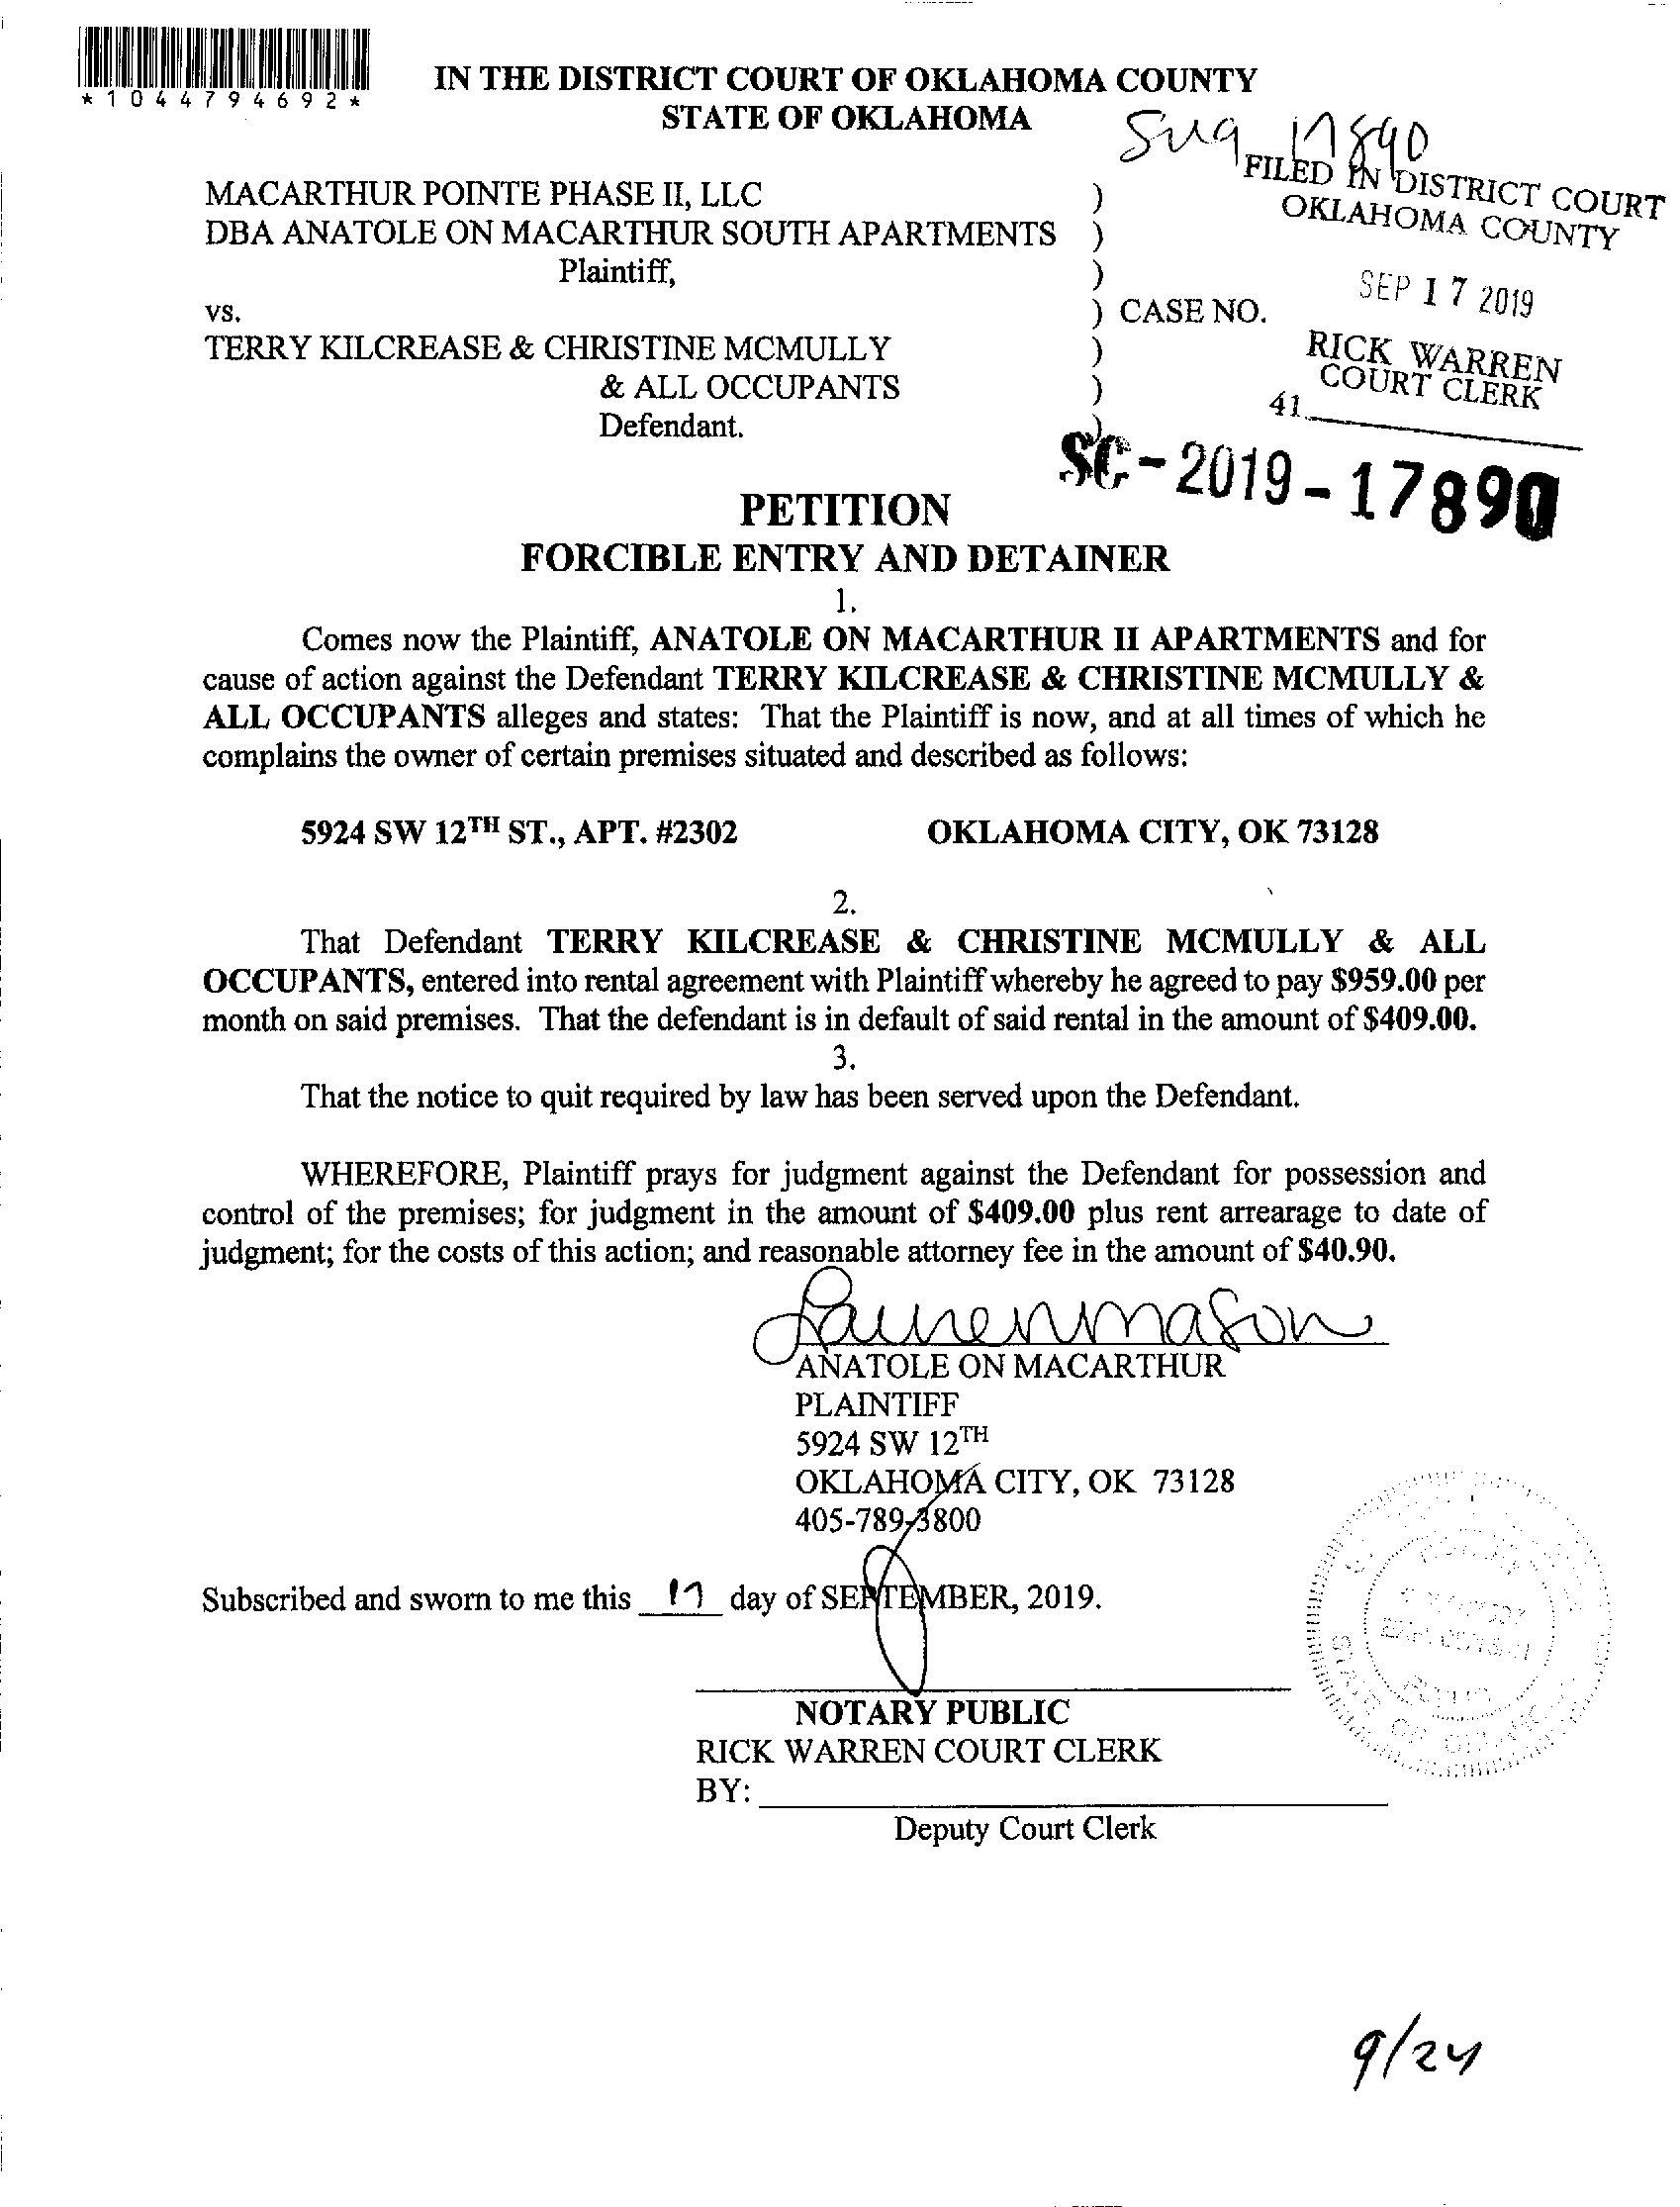 *1044794692*
IN THE DISTRICT COURT OF OKLAHOMA COUNTY
STATE OF OKLAHOMA
17890
FILED IN DISTRICT COURT
OKLAHOMA COUNTY
SEP 17 2019
RICK WARREN
COURT CLERK
41
MACARTHUR POINTE PHASE II, LLC )
DBA ANATOLE ON MACARTHUR SOUTH APARTMENTS )
Plaintiff, )
vs. ) CASE NO.
TERRY KILCREASE & CHRISTINE MCMULLY )
& ALL OCCUPANTS )
Defendant. )
SC-2019-17890
PETITION
FORCIBLE ENTRY AND DETAINER
1.
Comes now the Plaintiff, ANATOLE ON MACARTHUR II APARTMENTS and for
cause of action against the Defendant TERRY KILCREASE & CHRISTINE MCMULLY &
ALL OCCUPANTS alleges and states: That the Plaintiff is now, and at all times of which he
complains the owner of certain premises situated and described as follows:
5924 SW 12TH ST., APT. #2302 OKLAHOMA CITY, OK 73128
2.
That Defendant TERRY KILCREASE & CHRISTINE MCMULLY & ALL
OCCUPANTS, entered into rental agreement with Plaintiff whereby he agreed to pay $959.00 per
month on said premises. That the defendant is in default of said rental in the amount of $409.00.
3.
That the notice to quit required by law has been served upon the Defendant.
WHEREFORE, Plaintiff prays for judgment against the Defendant for possession and
control of the premises; for judgment in the amount of $409.00 plus rent arrearage to date of
judgment; for the costs of this action; and reasonable attorney fee in the amount of $40.90.
Lauren Mason
ANATOLE ON MACARTHUR
PLAINTIFF
5924 SW 12TH
OKLAHOMA CITY, OK 73128
405-789-3800
Subscribed and sworn to me this 17 day of SEPTEMBER, 2019.
NOTARY PUBLIC
RICK WARREN COURT CLERK
BY:
Deputy Court Clerk
9/24